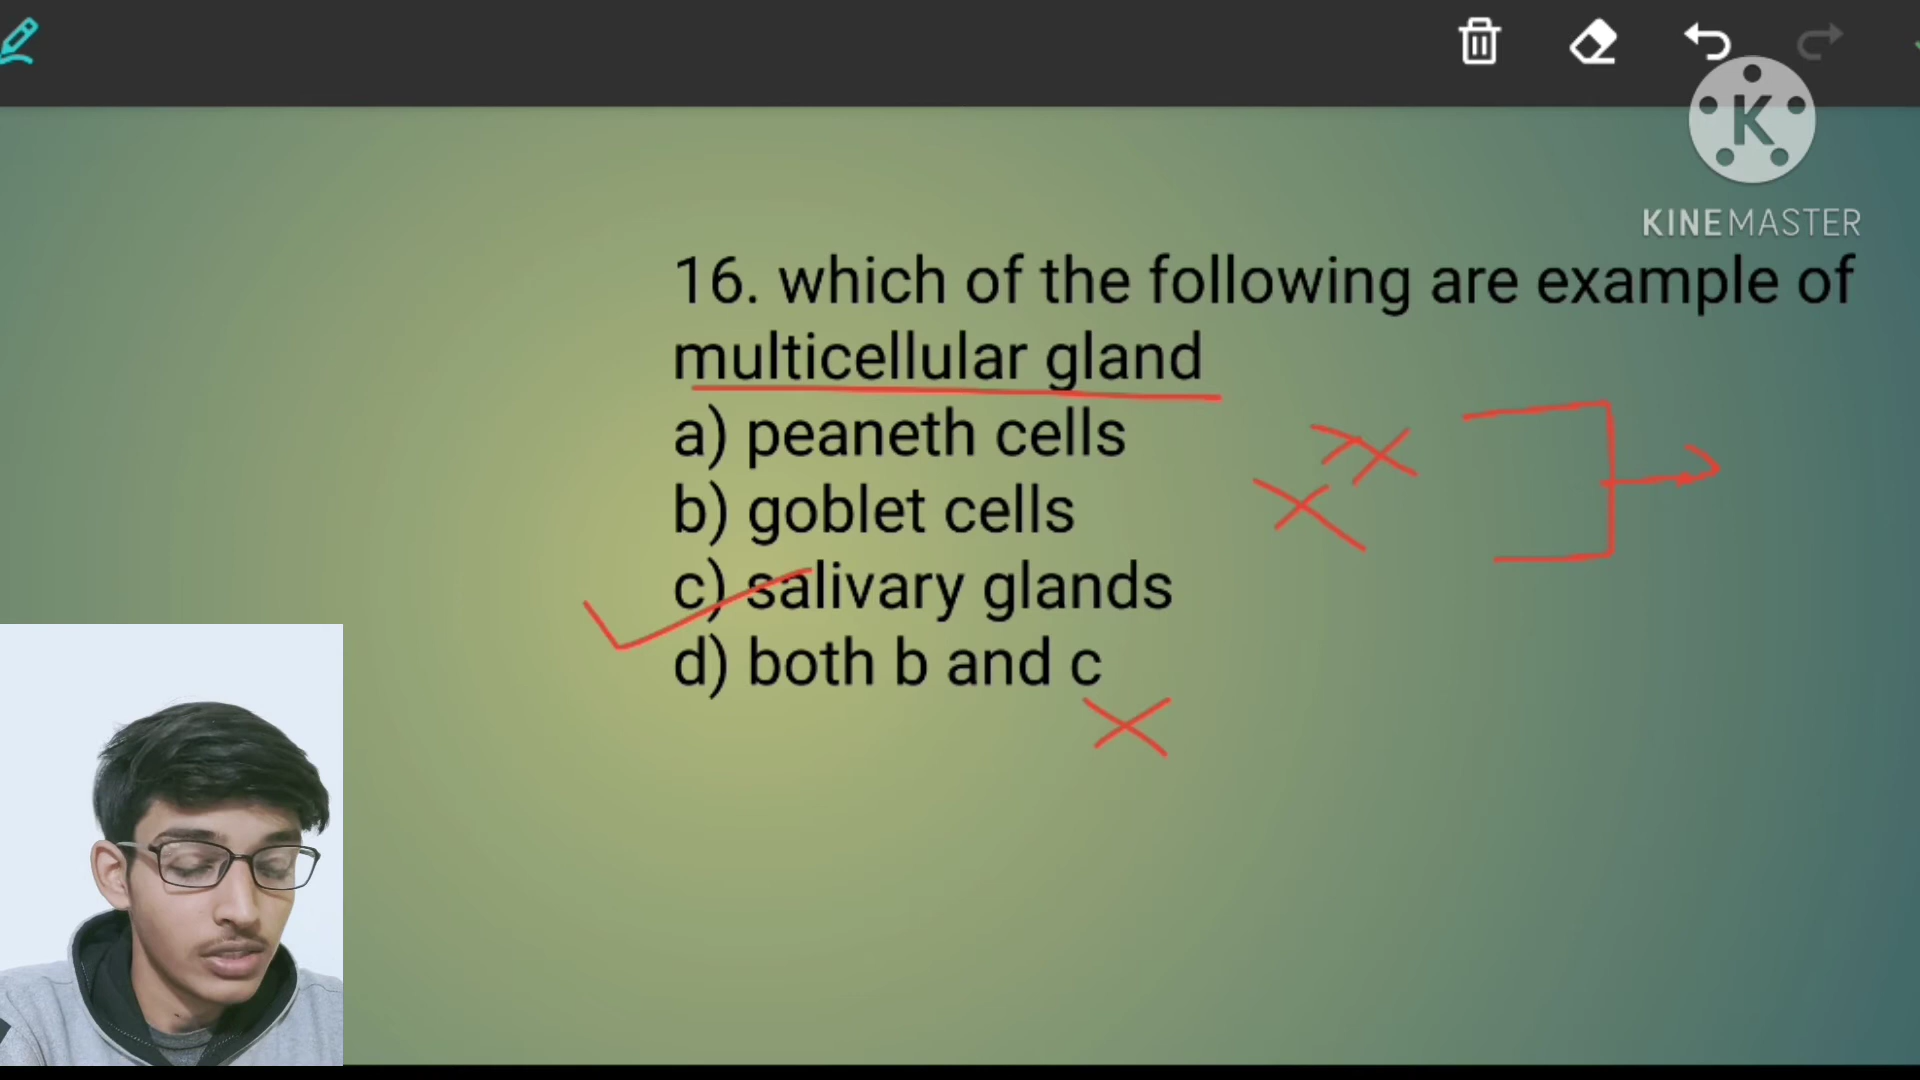 KINEMASTER
16. which of the following are example of
multicellular gland
a) peaneth cells
b) goblet cells
c) salivary glands
d) both b and c